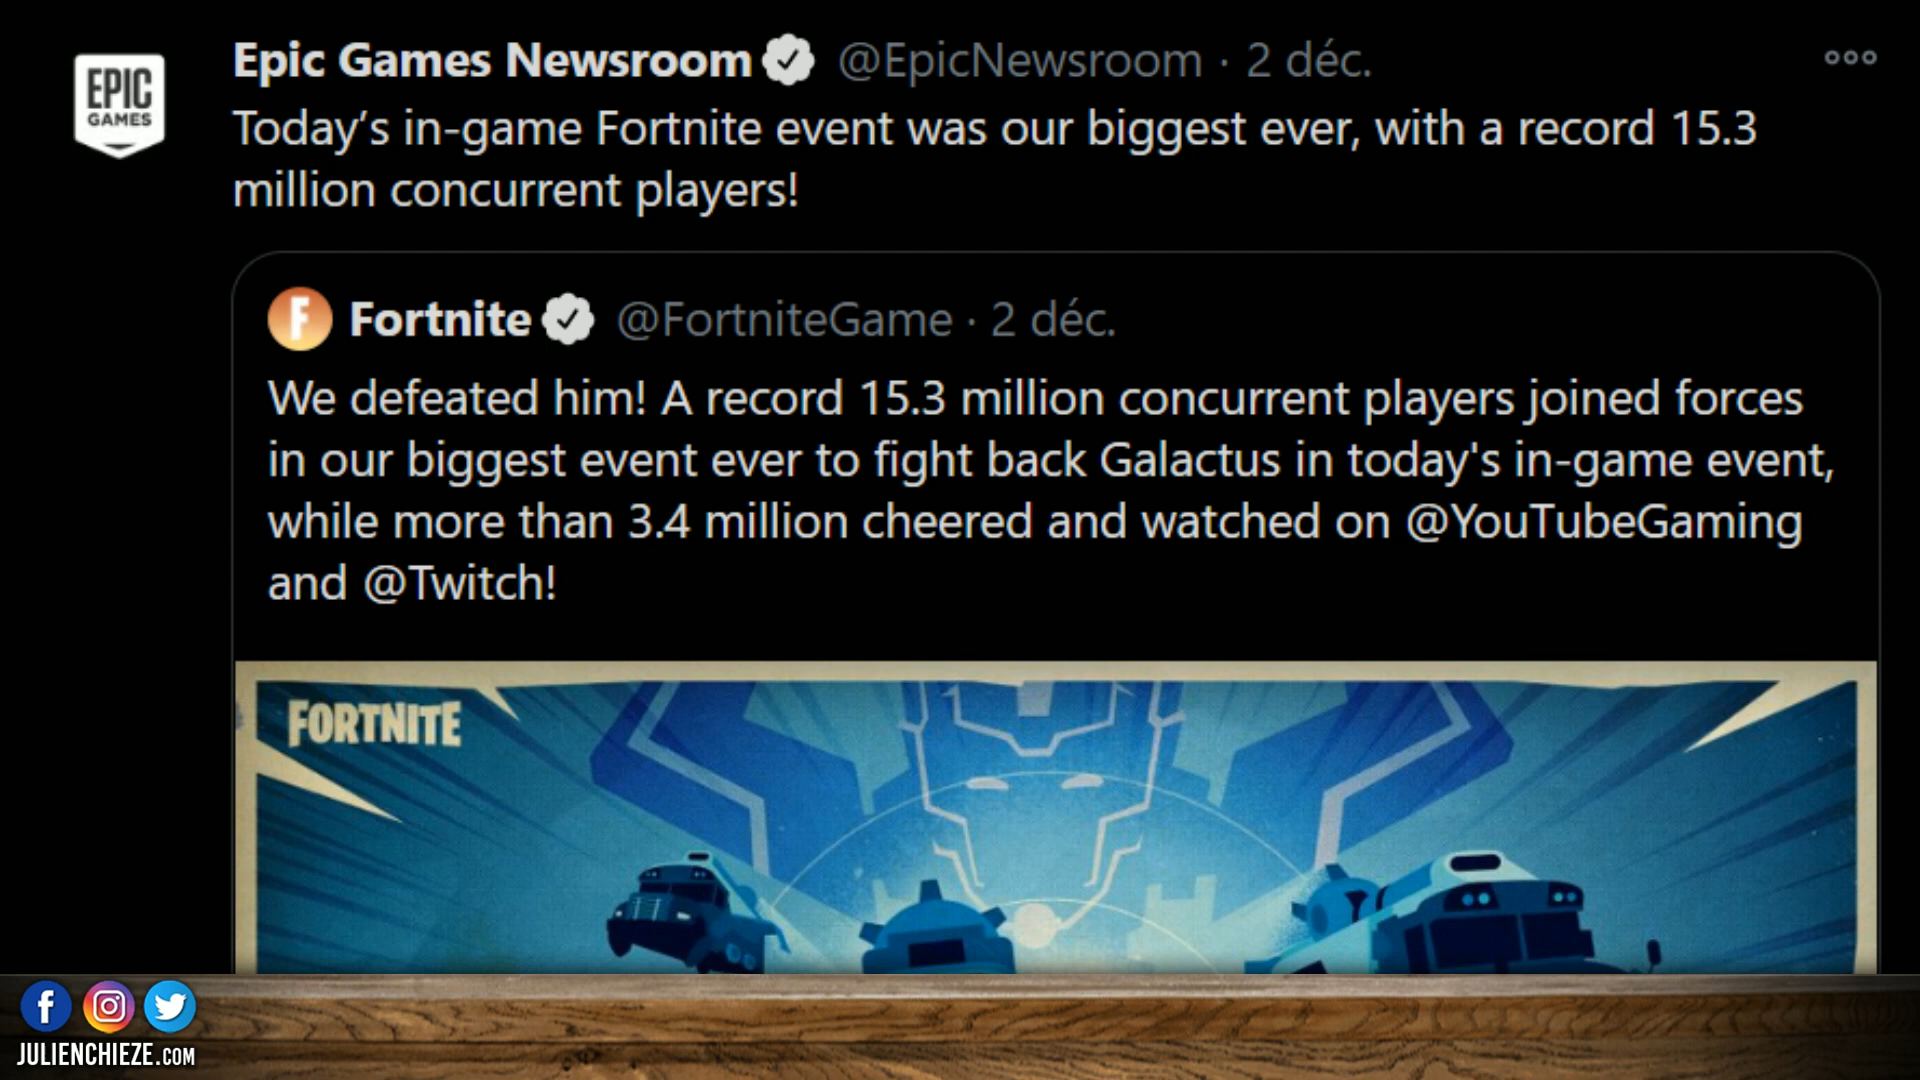 EPIC
GAMES
Epic Games Newsroom @EpicNewsroom · 2 déc.
Today’s in-game Fortnite event was our biggest ever, with a record 15.3
million concurrent players!
F
Fortnite @FortniteGame · 2 déc.
We defeated him! A record 15.3 million concurrent players joined forces
in our biggest event ever to fight back Galactus in today's in-game event,
while more than 3.4 million cheered and watched on @YouTubeGaming
and @Twitch!
FORTNITE
JULIENCHIEZE.COM